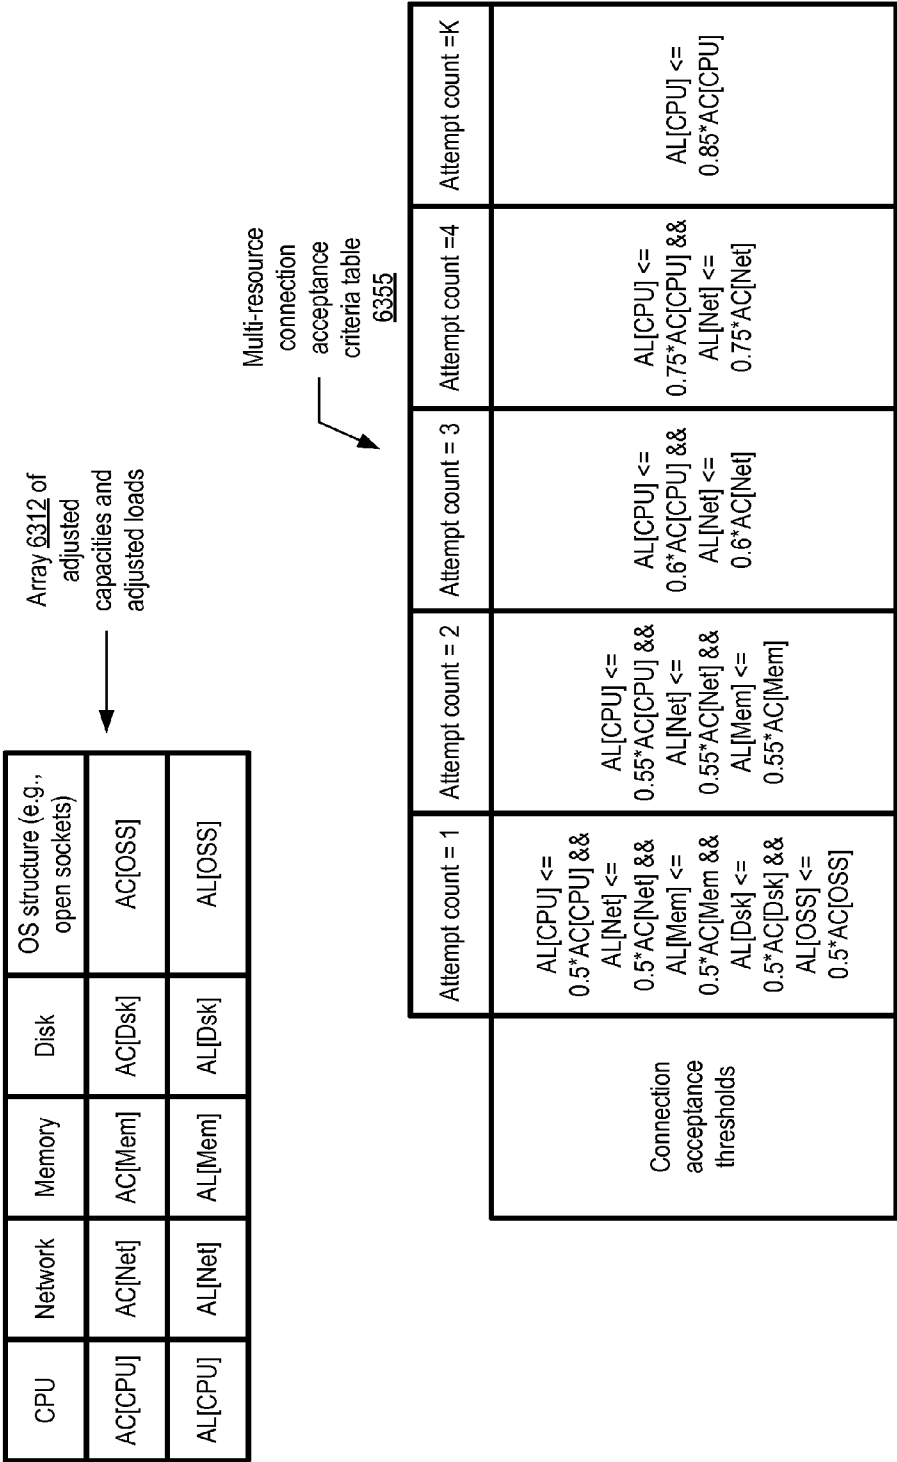 CPU
Network
Memory
Disk
OS structure (e.g.,
open sockets)
AC[CPU]
AC[Net]
AC[Mem]
AC[Dsk]
AC[OSS]
AL[CPU]
AL[Net]
AL[Mem]
AL[Dsk]
AL[OSS]
Array 6312 of
adjusted
capacities and
adjusted loads
Multi-resource
connection
acceptance
criteria table
6355
Attempt count = 1
Attempt count = 2
Attempt count = 3
Attempt count =4
Attempt count =K
Connection
acceptance
thresholds
AL[CPU] <=
0.5*AC[CPU] &&
AL[Net] <=
0.5*AC[Net] &&
AL[Mem] <=
0.5*AC[Mem &&
AL[Dsk] <=
0.5*AC[Dsk] &&
AL[OSS] <=
0.5*AC[OSS]
AL[CPU] <=
0.55*AC[CPU] &&
AL[Net] <=
0.55*AC[Net] &&
AL[Mem] <=
0.55*AC[Mem]
AL[CPU] <=
0.6*AC[CPU] &&
AL[Net] <=
0.6*AC[Net]
AL[CPU] <=
0.75*AC[CPU] &&
AL[Net] <=
0.75*AC[Net]
AL[CPU] <=
0.85*AC[CPU]